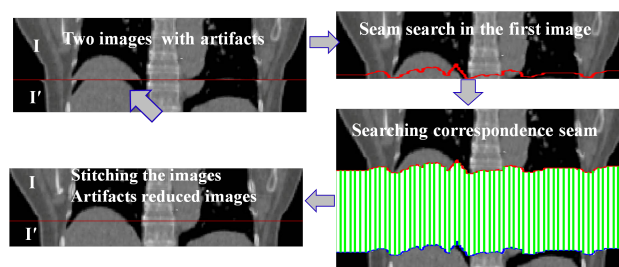 I
Two images with artifacts
I′
Seam search in the first image
Searching correspondence seam
I
Stitching the images
Artifacts reduced images
I′